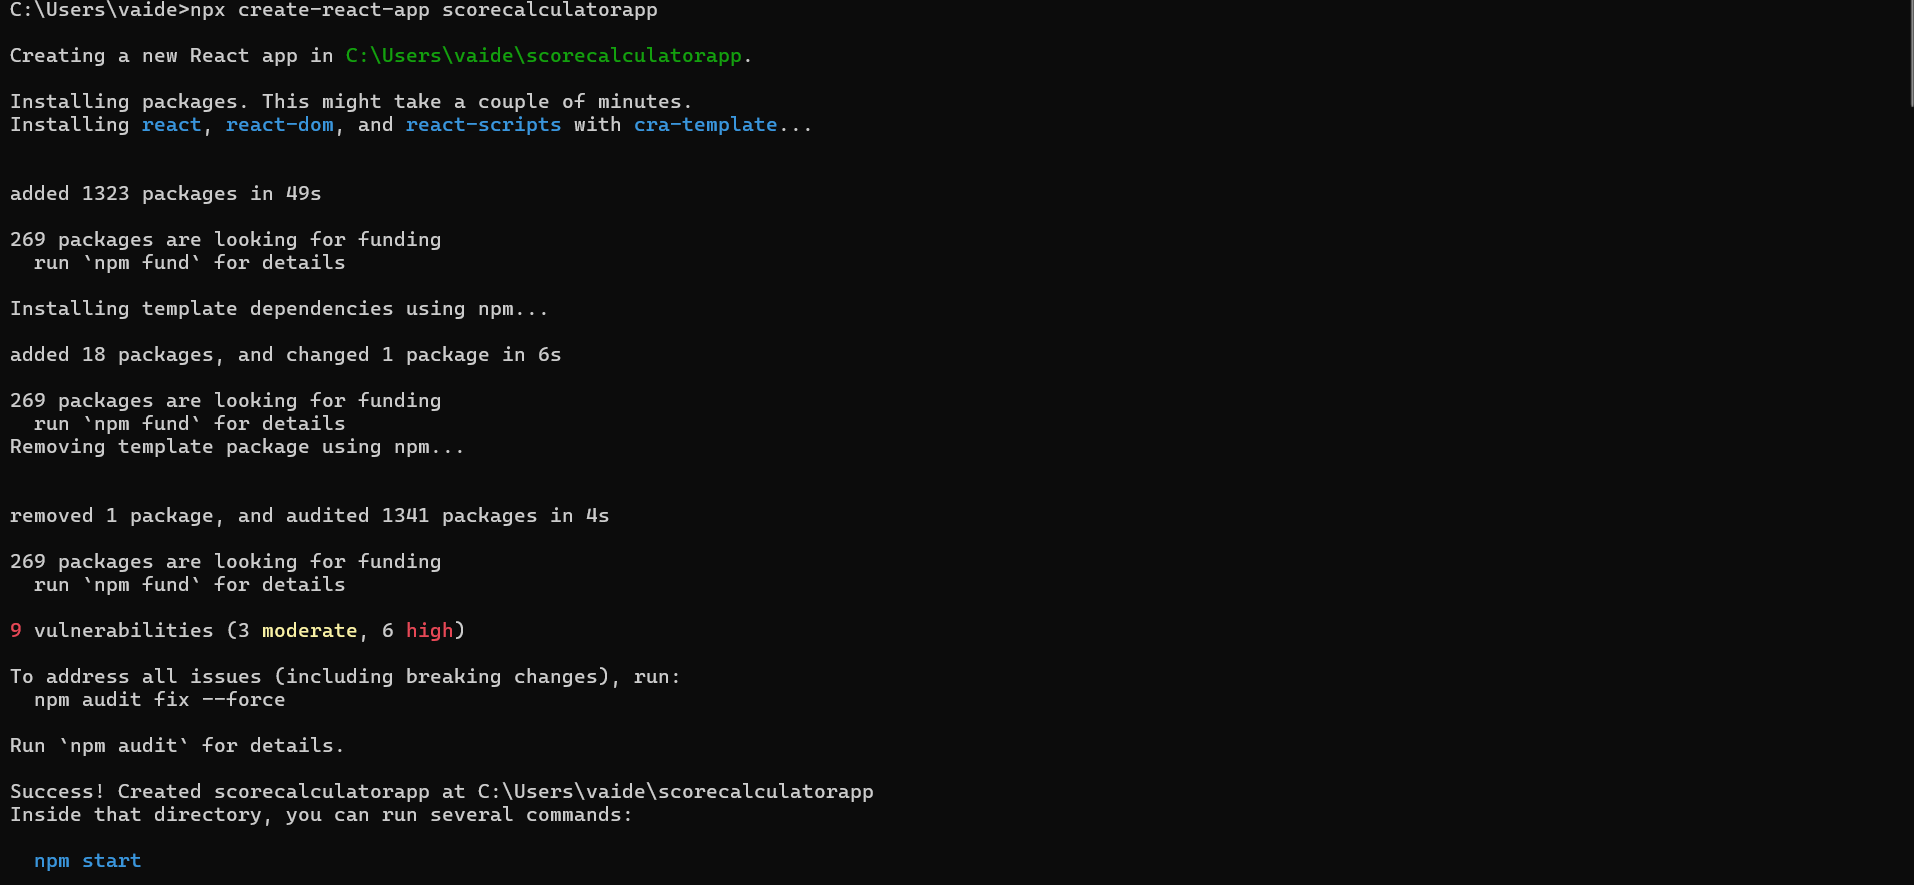 C:\Users\vaide>npx create-react-app scorecalculatorapp
Creating a new React app in C:\Users\vaide\scorecalculatorapp.
Installing packages. This might take a couple of minutes.
Installing react, react-dom, and react-scripts with cra-template...
added 1323 packages in 49s
269 packages are looking for funding
  run `npm fund` for details
Installing template dependencies using npm...
added 18 packages, and changed 1 package in 6s
269 packages are looking for funding
  run `npm fund` for details
Removing template package using npm...
removed 1 package, and audited 1341 packages in 4s
269 packages are looking for funding
  run `npm fund` for details
9 vulnerabilities (3 moderate, 6 high)
To address all issues (including breaking changes), run:
  npm audit fix --force
Run `npm audit` for details.
Success! Created scorecalculatorapp at C:\Users\vaide\scorecalculatorapp
Inside that directory, you can run several commands:
  npm start